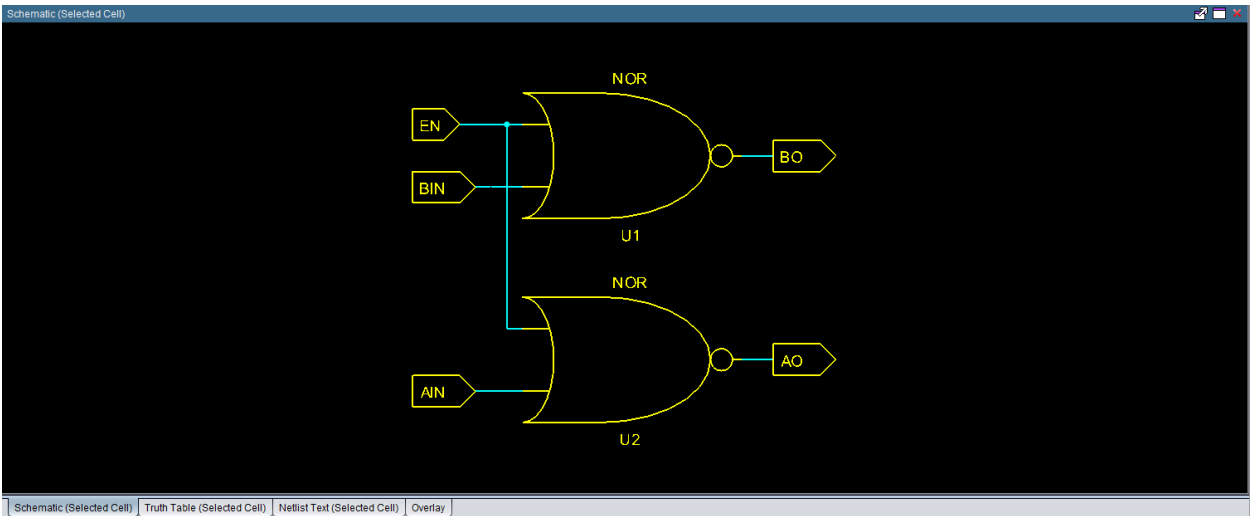 Schematic (Selected Cell)
NOR
EN
BO
BIN
U1
NOR
AO
AIN
U2
Schematic (Selected Cell) Truth Table (Selected Cell) Netlist Text (Selected Cell) Overlay